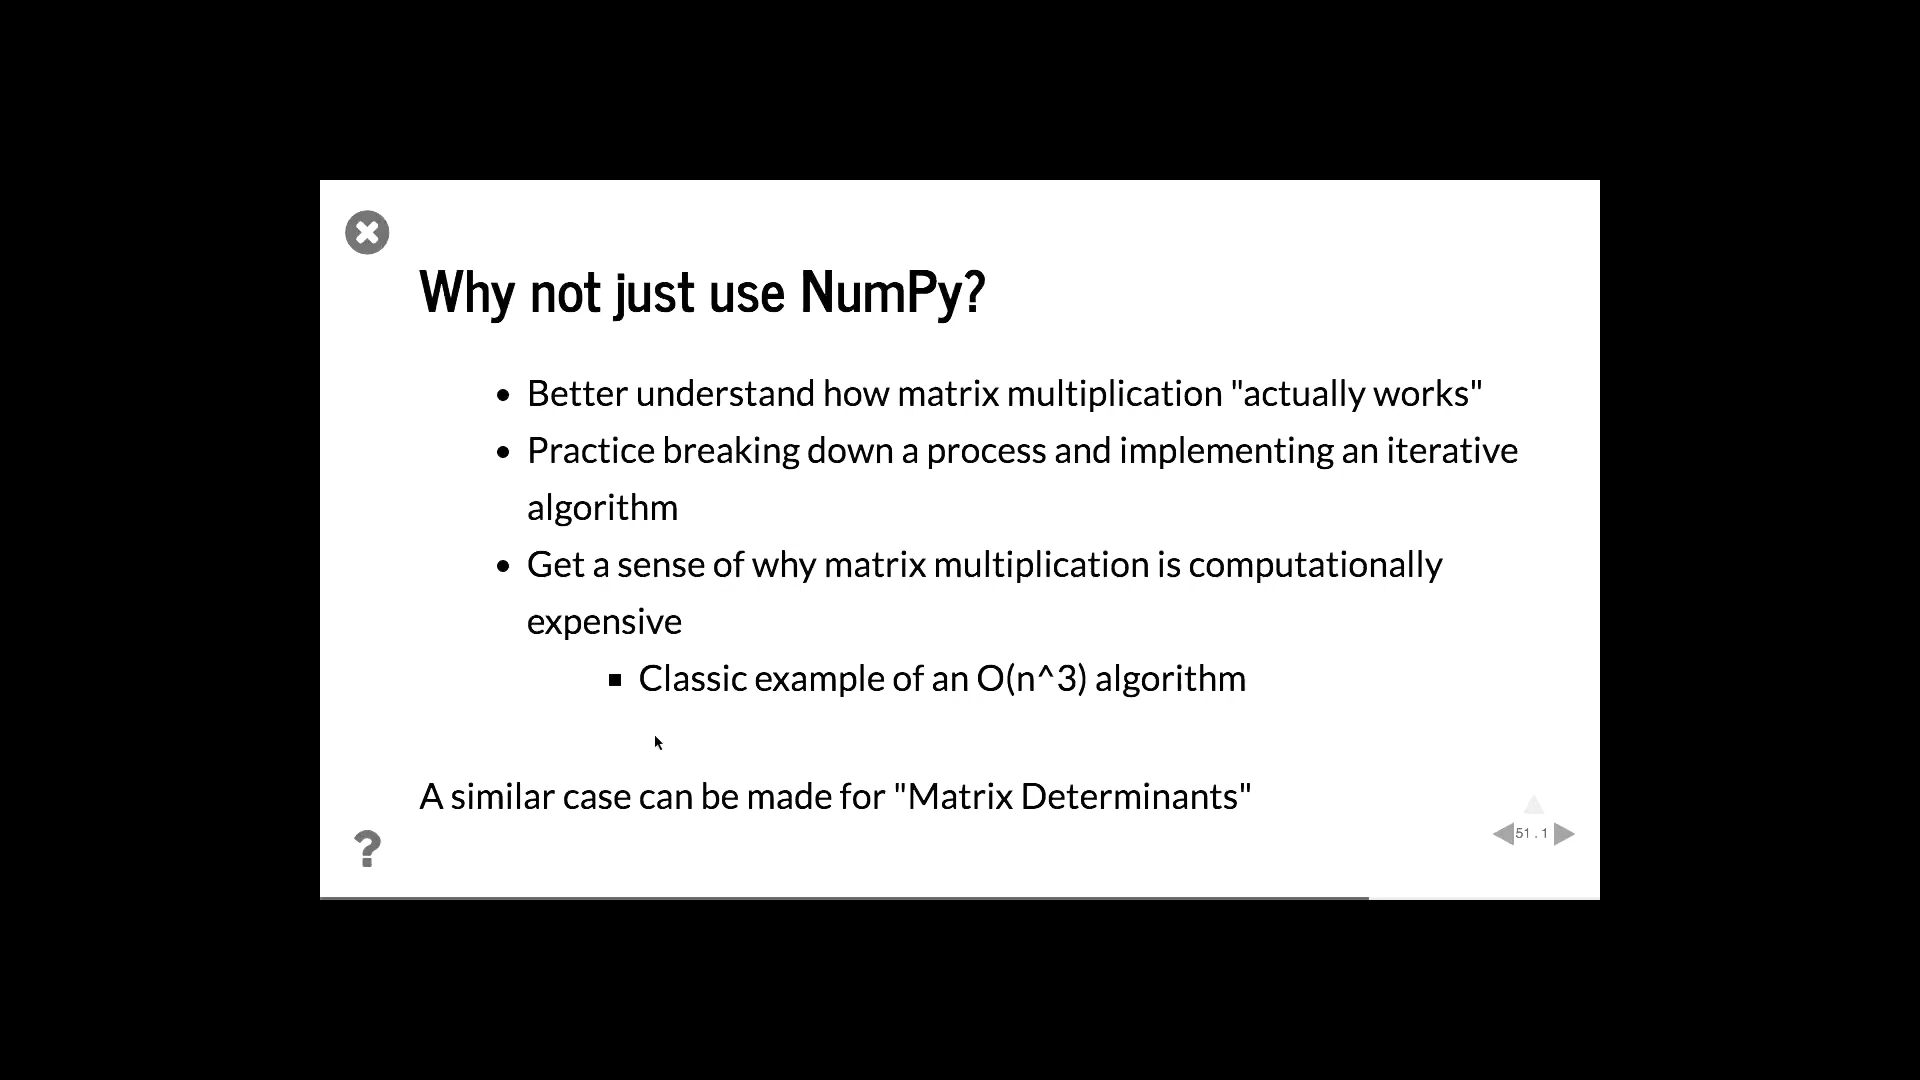 Why not just use NumPy?
• Better understand how matrix multiplication "actually works"
• Practice breaking down a process and implementing an iterative
algorithm
• Get a sense of why matrix multiplication is computationally
expensive
▪ Classic example of an O(n^3) algorithm
A similar case can be made for "Matrix Determinants"
51 . 1
?